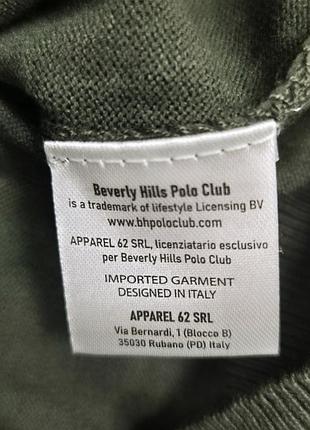 Beverly Hills Polo Club
is a trademark of lifestyle Licensing BV
www.bhpoloclub.com
APPAREL 62 SRL, licenziatario esclusivo
per Beverly Hills Polo Club
IMPORTED GARMENT
DESIGNED IN ITALY
APPAREL 62 SRL
Via Bernardi, 1 (Blocco B)
35030 Rubano (PD) Italy